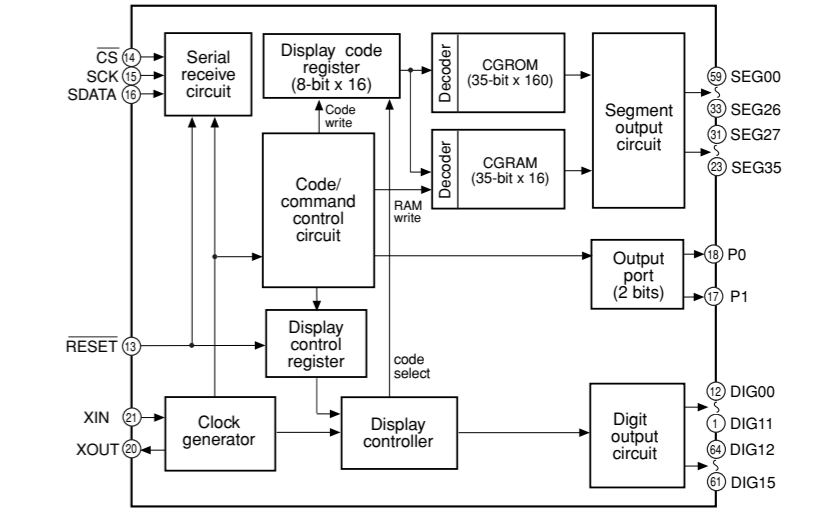 CS 14
SCK 15
SDATA 16
Serial
receive
circuit
Display code
register
(8-bit x 16)
Code
write
Decoder
CGROM
(35-bit x 160)
Decoder
CGRAM
(35-bit x 16)
Segment
output
circuit
59 SEG00
33 SEG26
31 SEG27
23 SEG35
Code/
command
control
circuit
RAM
write
Output
port
(2 bits)
18 P0
17 P1
RESET 13
Display
control
register
code
select
XIN 21
XOUT 20
Clock
generator
Display
controller
Digit
output
circuit
12 DIG00
1 DIG11
64 DIG12
61 DIG15